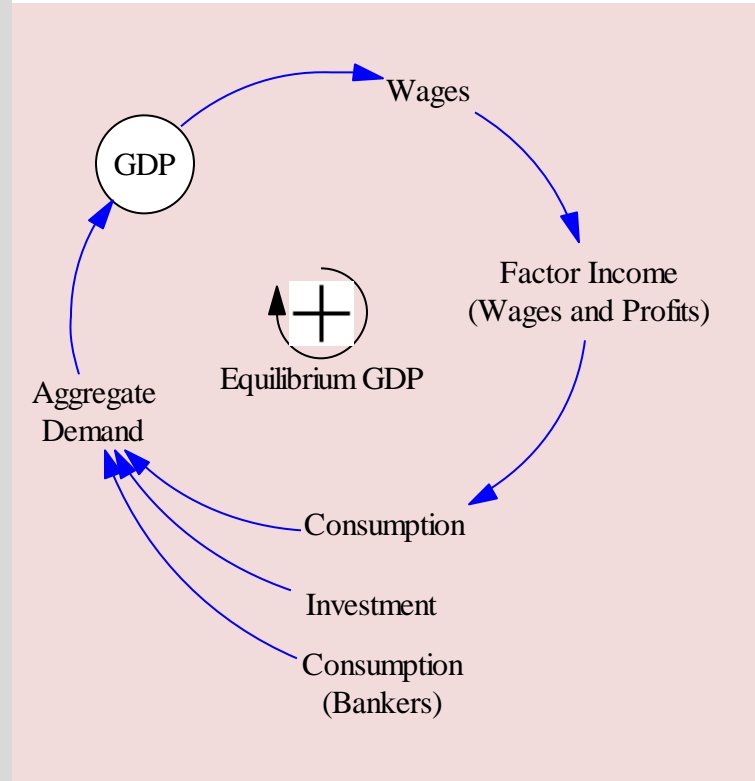 Wages
GDP
Factor Income
(Wages and Profits)
Equilibrium GDP
Aggregate
Demand
Consumption
Investment
Consumption
(Bankers)